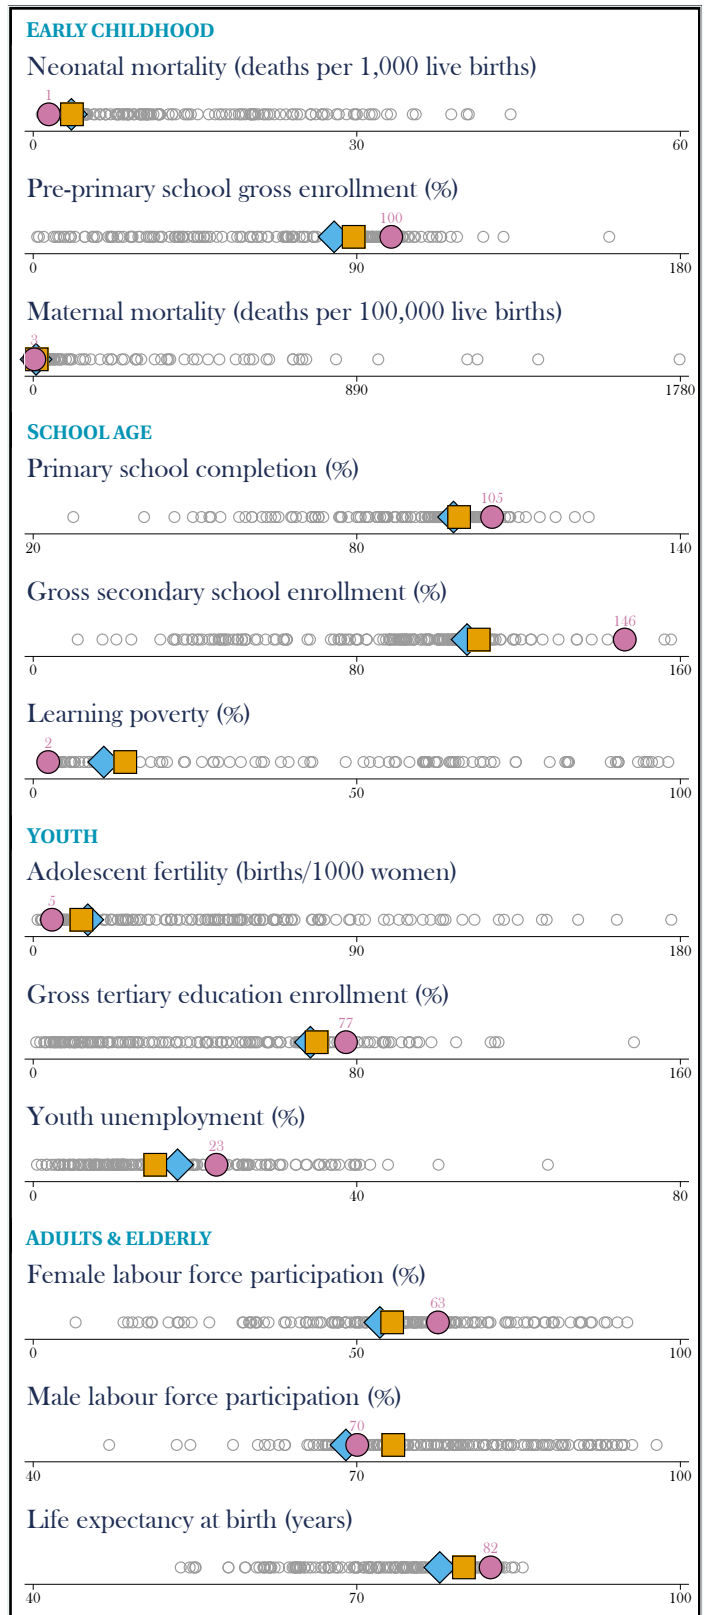 EARLY CHILDHOOD
Neonatal mortality (deaths per 1,000 live births)
1
0 30 60
Pre-primary school gross enrollment (%)
100
0 90 180
Maternal mortality (deaths per 100,000 live births)
3
0 890 1780
SCHOOL AGE
Primary school completion (%)
105
20 80 140
Gross secondary school enrollment (%)
146
0 80 160
Learning poverty (%)
2
0 50 100
YOUTH
Adolescent fertility (births/1000 women)
5
0 90 180
Gross tertiary education enrollment (%)
77
0 80 160
Youth unemployment (%)
23
0 40 80
ADULTS & ELDERLY
Female labour force participation (%)
63
0 50 100
Male labour force participation (%)
70
40 70 100
Life expectancy at birth (years)
82
40 70 100